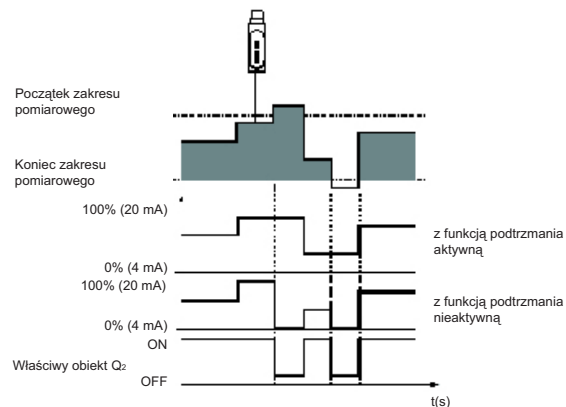 Początek zakresu
pomiarowego
Koniec zakresu
pomiarowego
100% (20 mA)
z funkcją podtrzmania
aktywną
0% (4 mA)
100% (20 mA)
z funkcją podtrzmania
nieaktywną
0% (4 mA)
ON
Właściwy obiekt Q₂
OFF
t(s)